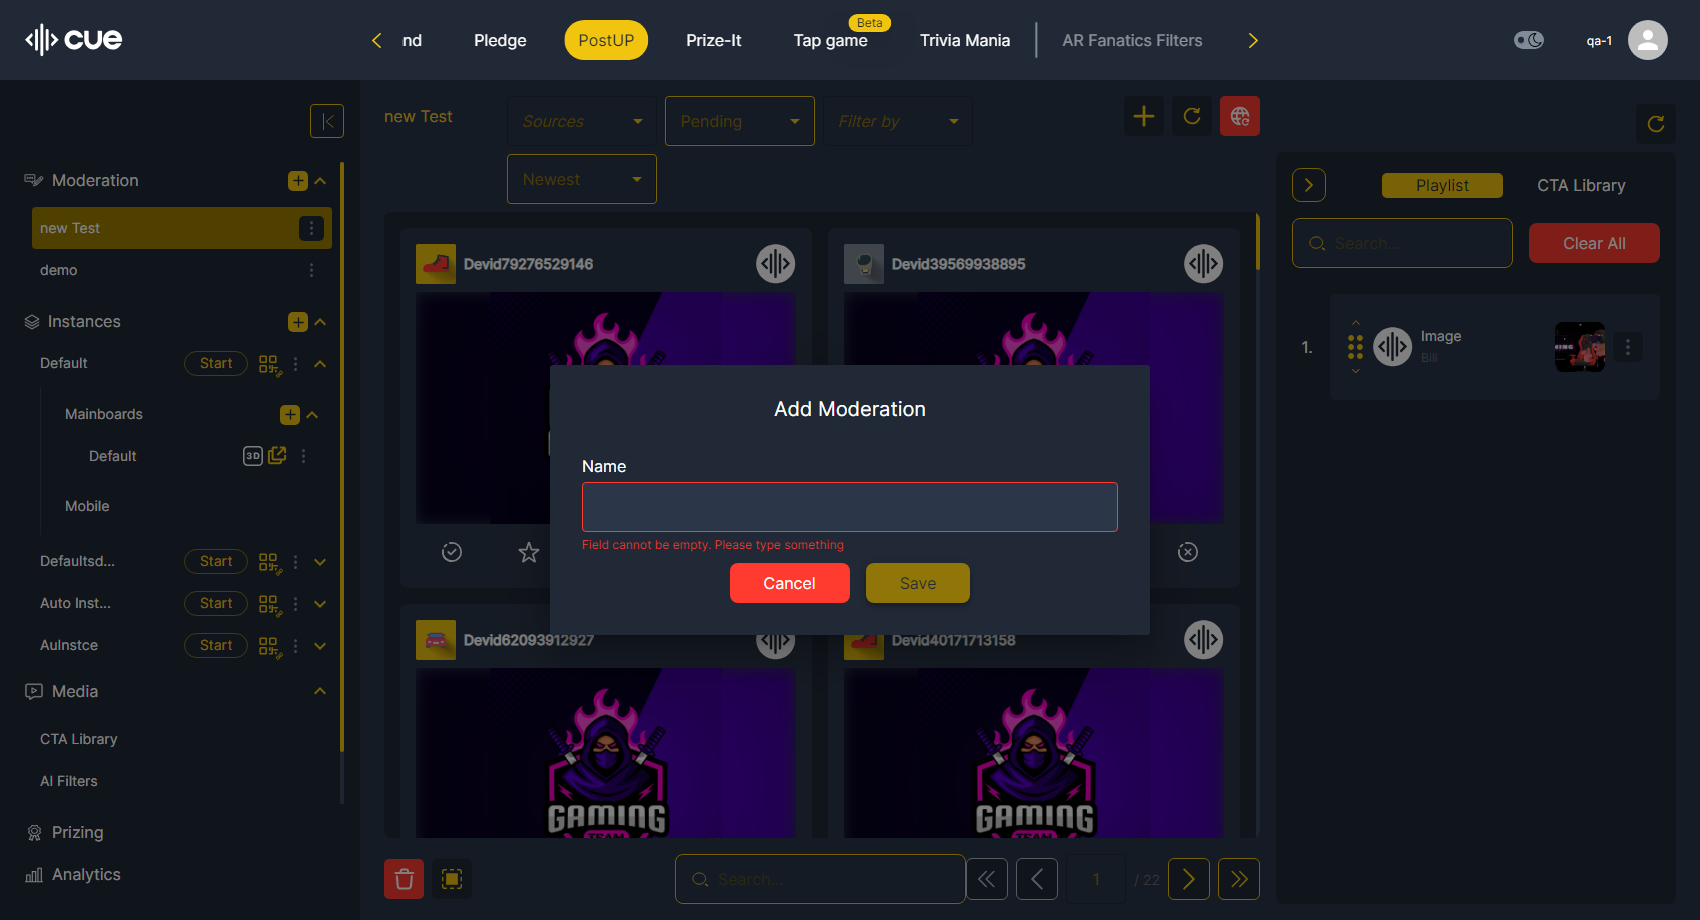 cue
nd
Pledge
PostUP
Prize-It
Beta
Tap game
Trivia Mania
AR Fanatics Filters
qa-1
new Test
Sources
Pending
Filter by
Newest
Moderation
new Test
demo
Instances
Default
Start
Mainboards
Default
3D
Mobile
Defaultsd...
Start
Auto Inst...
Start
AuInstce
Start
Media
CTA Library
AI Filters
Prizing
Analytics
Devid79276529146
Devid39569938895
Add Moderation
Name
Field cannot be empty. Please type something
Cancel
Save
Devid62093912927
Devid40171713158
GAMING
TEAM
GAMING
TEAM
Search...
1
/ 22
Playlist
CTA Library
Search...
Clear All
1.
Image
Bill